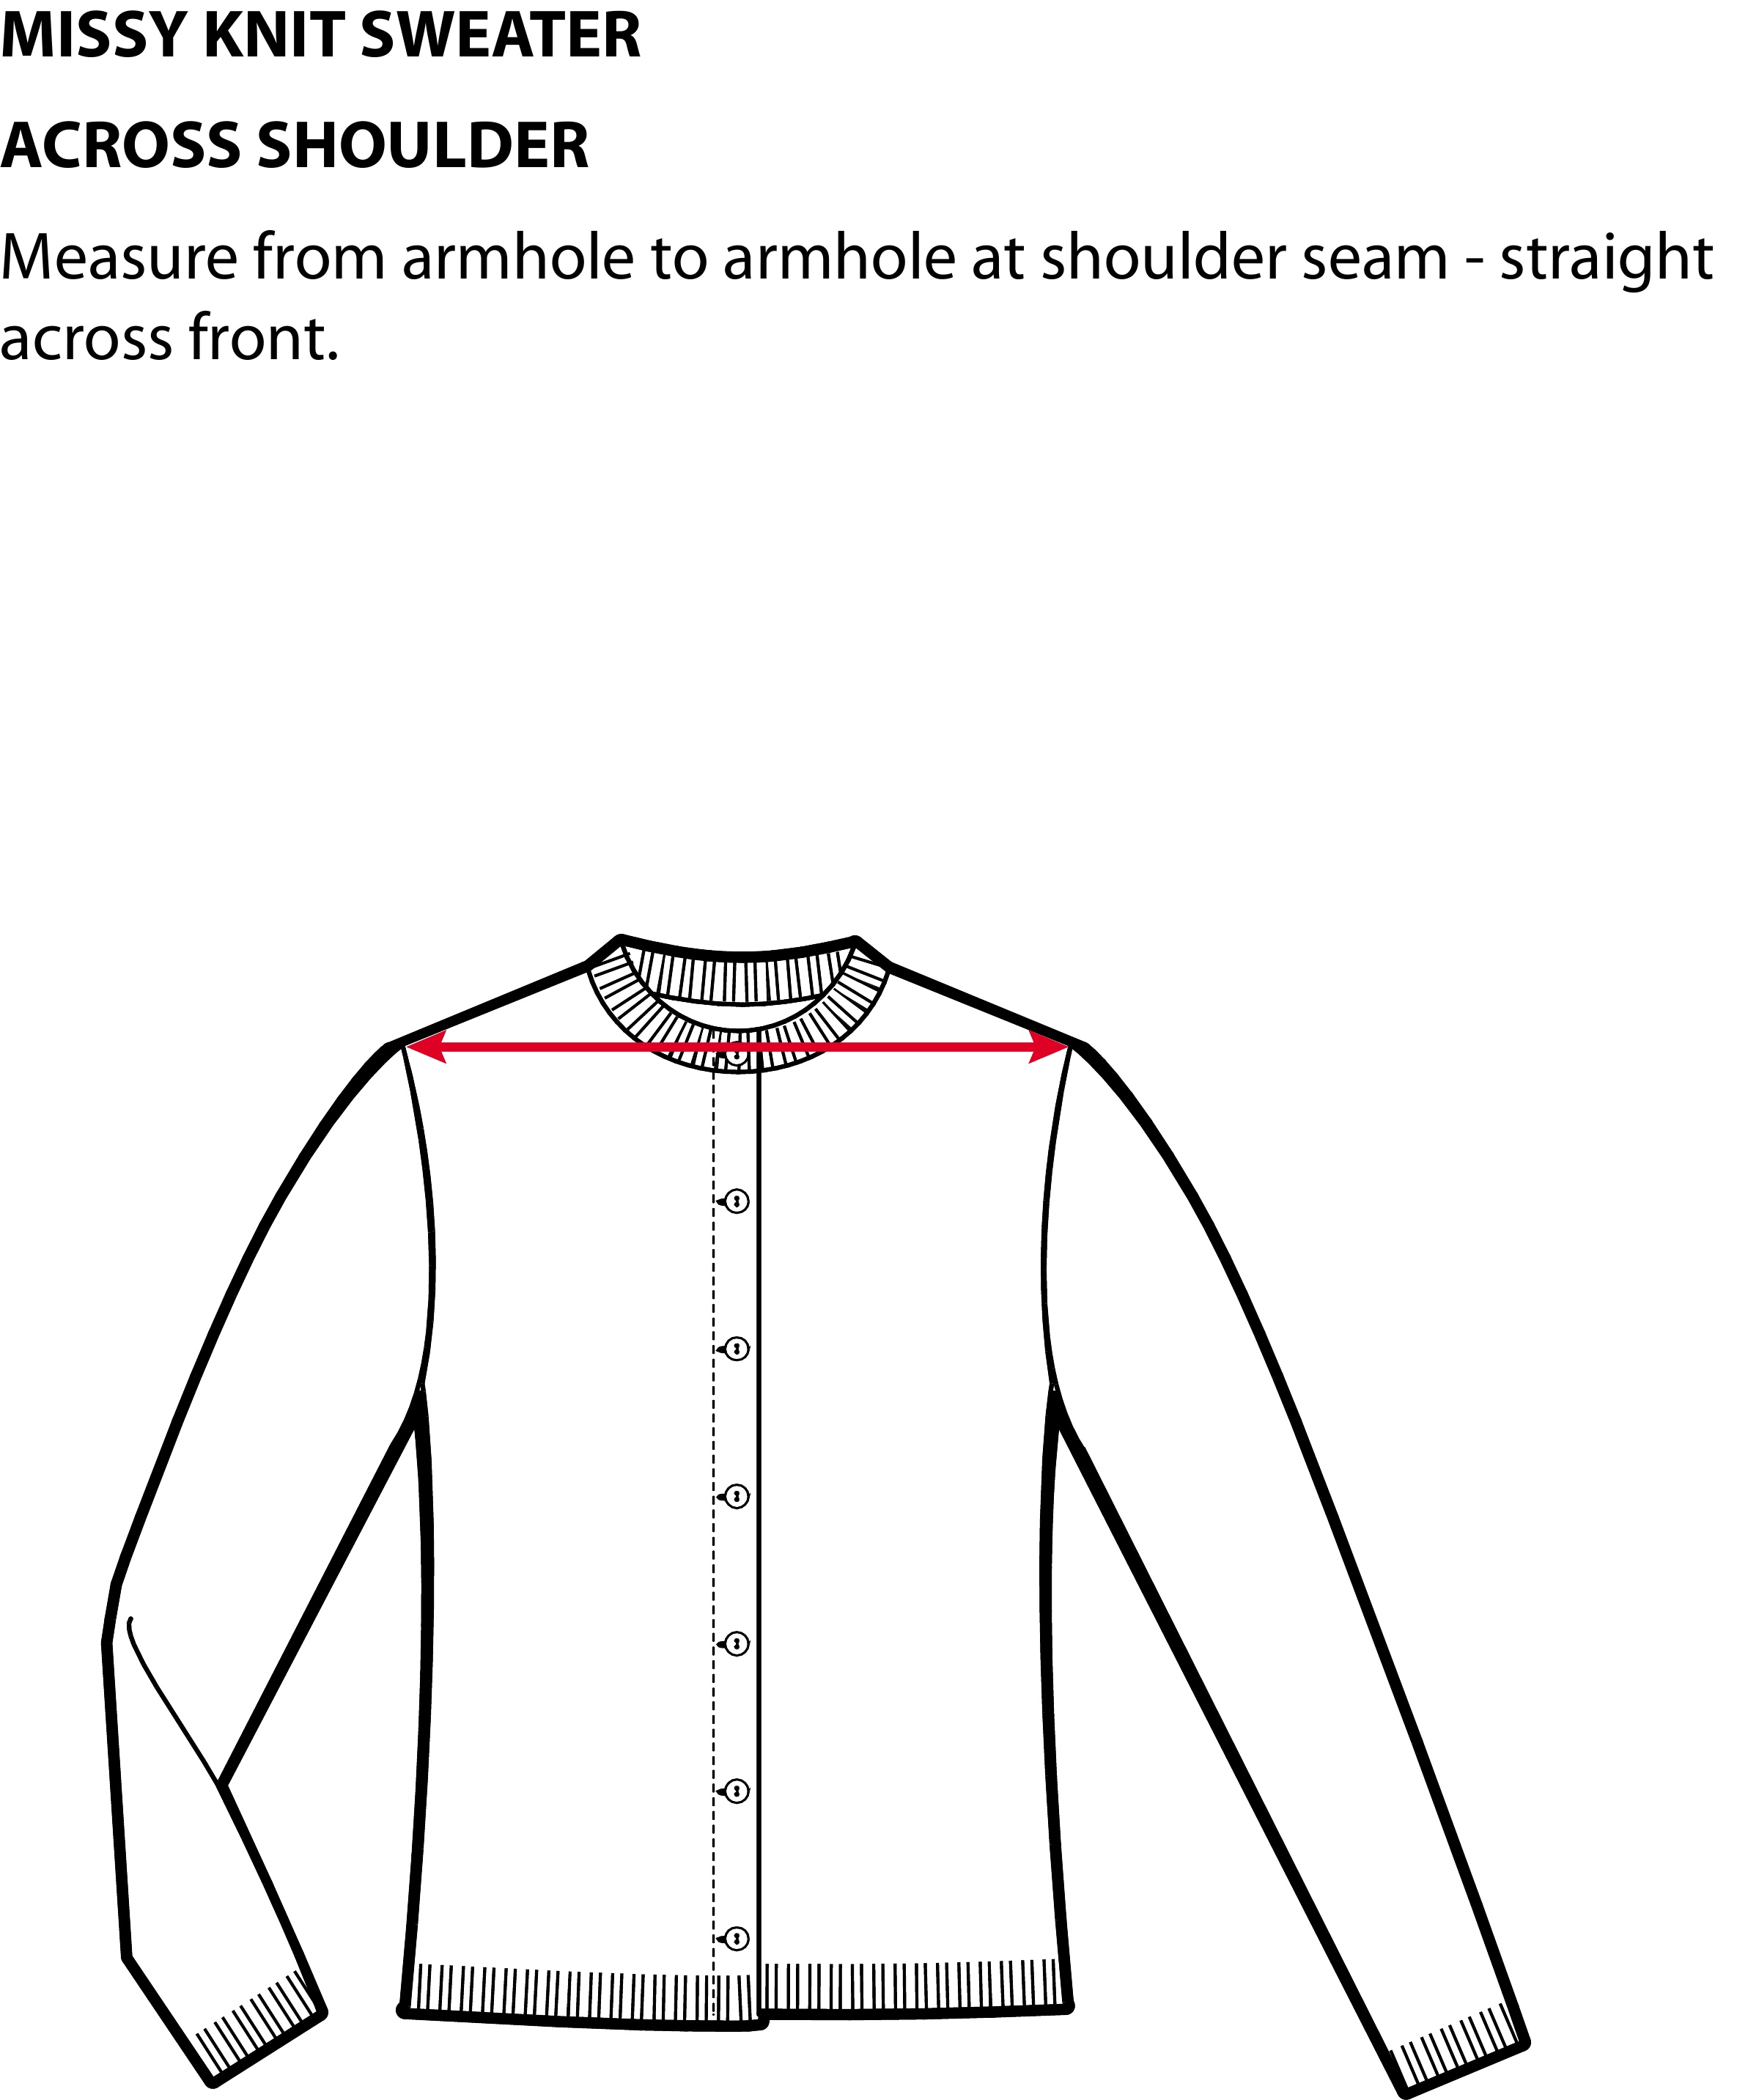 MISSY KNIT SWEATER
ACROSS SHOULDER
Measure from armhole to armhole at shoulder seam - straight
across front.